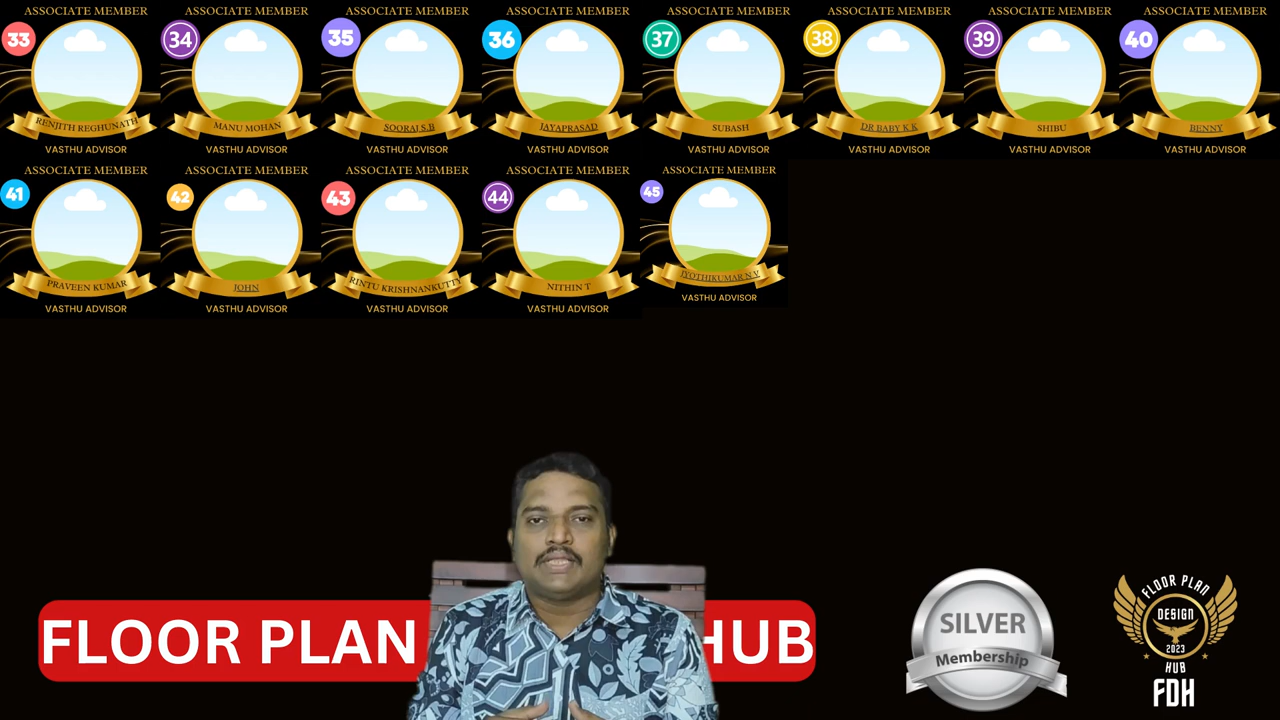 ASSOCIATE MEMBER
33
RENJITH REGHUNATH
VASTHU ADVISOR
ASSOCIATE MEMBER
34
MANU MOHAN
VASTHU ADVISOR
ASSOCIATE MEMBER
35
SOORAJ S.B
VASTHU ADVISOR
ASSOCIATE MEMBER
36
JAYAPRASAD
VASTHU ADVISOR
ASSOCIATE MEMBER
37
SUBASH
VASTHU ADVISOR
ASSOCIATE MEMBER
38
DR BABY K K
VASTHU ADVISOR
ASSOCIATE MEMBER
39
SHIBU
VASTHU ADVISOR
ASSOCIATE MEMBER
40
BENNY
VASTHU ADVISOR
ASSOCIATE MEMBER
41
PRAVEEN KUMAR
VASTHU ADVISOR
ASSOCIATE MEMBER
42
JOHN
VASTHU ADVISOR
ASSOCIATE MEMBER
43
RINTU KRISHNANKUTTY
VASTHU ADVISOR
ASSOCIATE MEMBER
44
NITHIN T
VASTHU ADVISOR
ASSOCIATE MEMBER
45
JYOTHIKUMAR N.V
VASTHU ADVISOR
FLOOR PLAN HUB
SILVER
Membership
FLOOR PLAN
DESIGN
2023
HUB
FDH